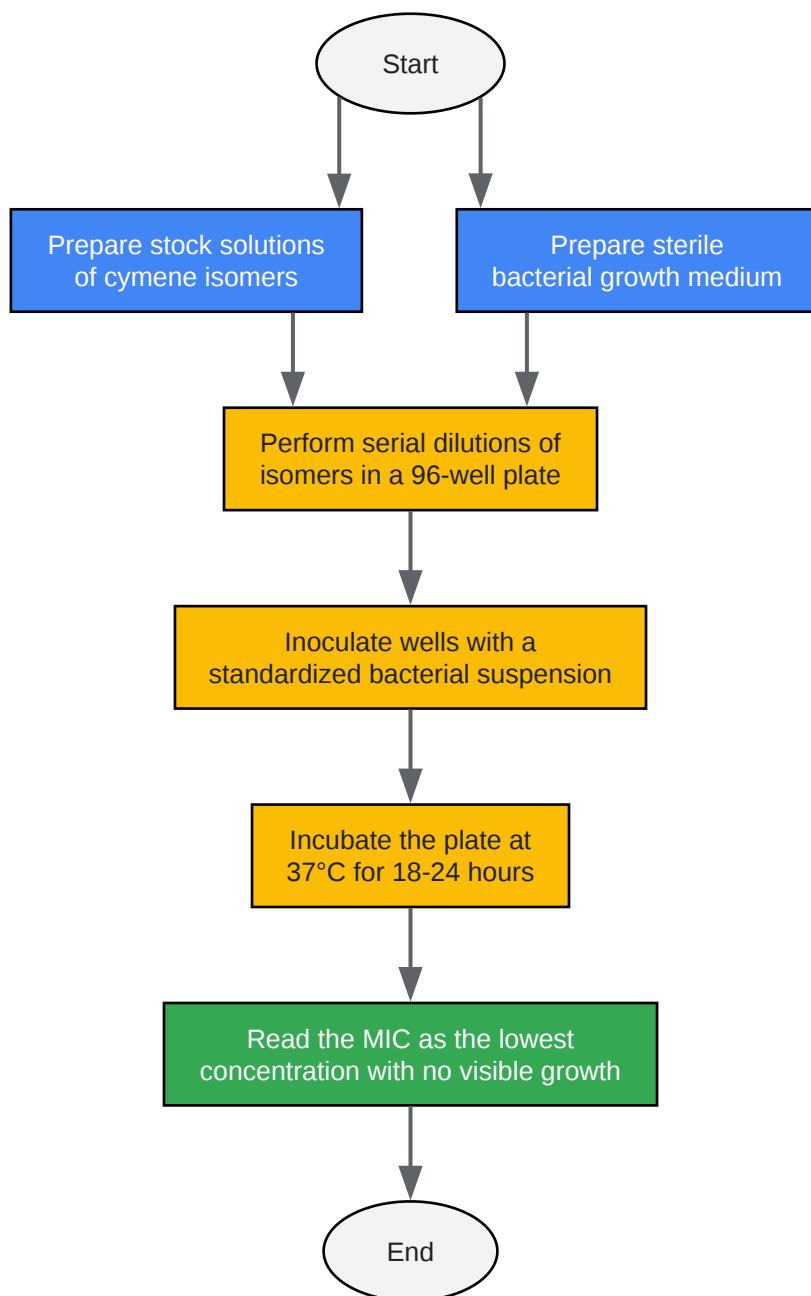 Start
Prepare stock solutions
of cymene isomers
Prepare sterile
bacterial growth medium
Perform serial dilutions of
isomers in a 96-well plate
Inoculate wells with a
standardized bacterial suspension
Incubate the plate at
37°C for 18-24 hours
Read the MIC as the lowest
concentration with no visible growth
End